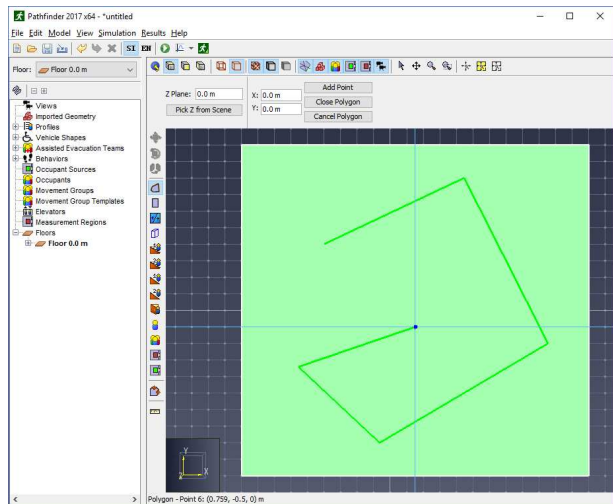 Pathfinder 2017 x64 - *untitled
File Edit Model View Simulation Results Help
SI EN
Floor: Floor 0.0 m
Z Plane: 0.0 m
Pick Z from Scene
X: 0.0 m
Y: 0.0 m
Add Point
Close Polygon
Cancel Polygon
Views
Imported Geometry
Profiles
Vehicle Shapes
Assisted Evacuation Teams
Behaviors
Occupant Sources
Occupants
Movement Groups
Movement Group Templates
Elevators
Measurement Regions
Floors
Floor 0.0 m
Y
Z X
Polygon - Point 6: (0.759, -0.5, 0) m